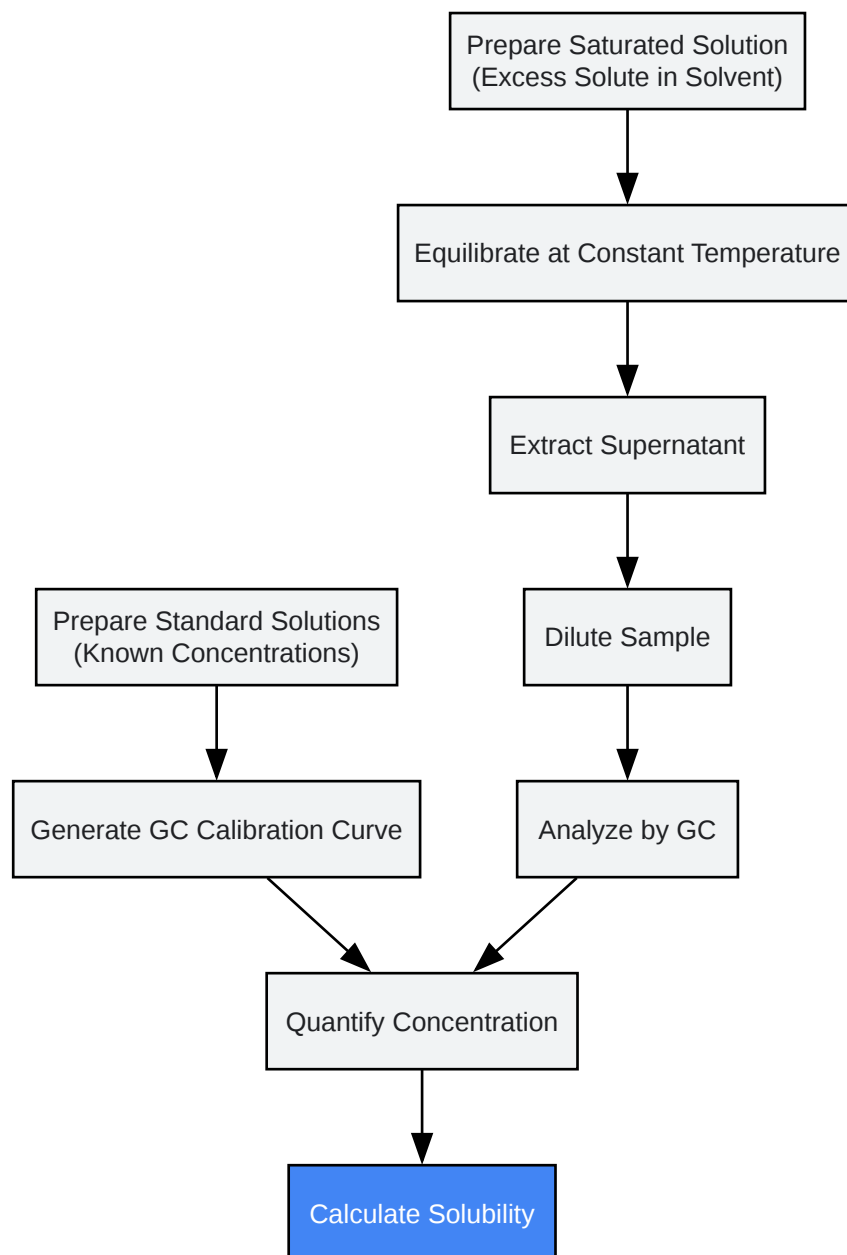 Prepare Saturated Solution
(Excess Solute in Solvent)
Equilibrate at Constant Temperature
Extract Supernatant
Prepare Standard Solutions
(Known Concentrations)
Dilute Sample
Generate GC Calibration Curve
Analyze by GC
Quantify Concentration
Calculate Solubility